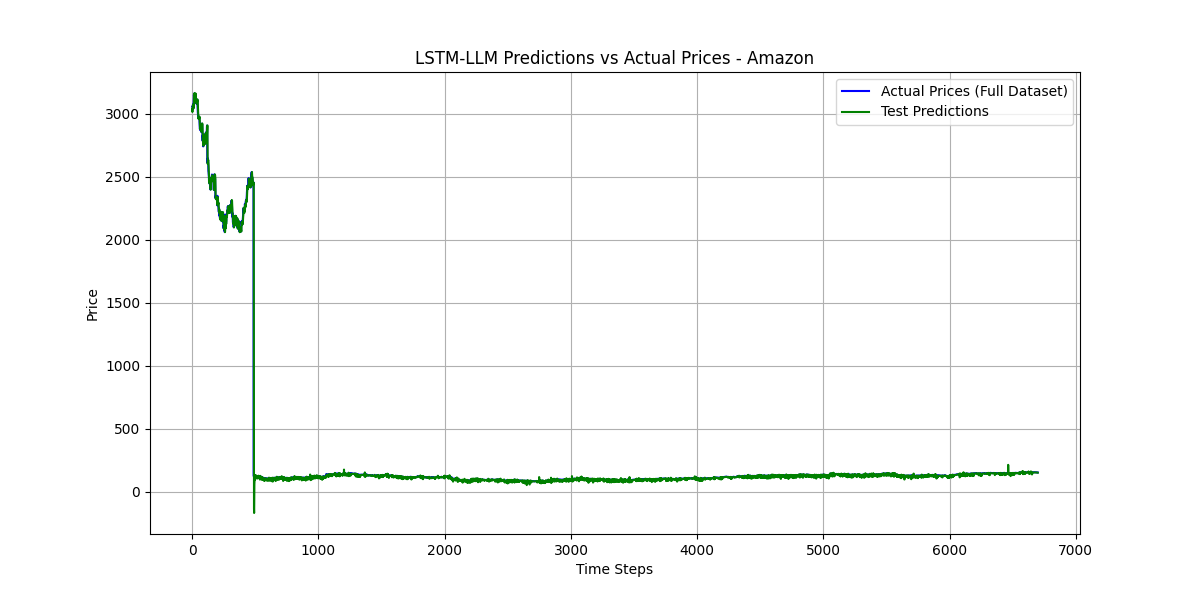 LSTM-LLM Predictions vs Actual Prices - Amazon
Actual Prices (Full Dataset)
Test Predictions
3000
2500
2000
1500
1000
500
0
Price
0 1000 2000 3000 4000 5000 6000 7000
Time Steps